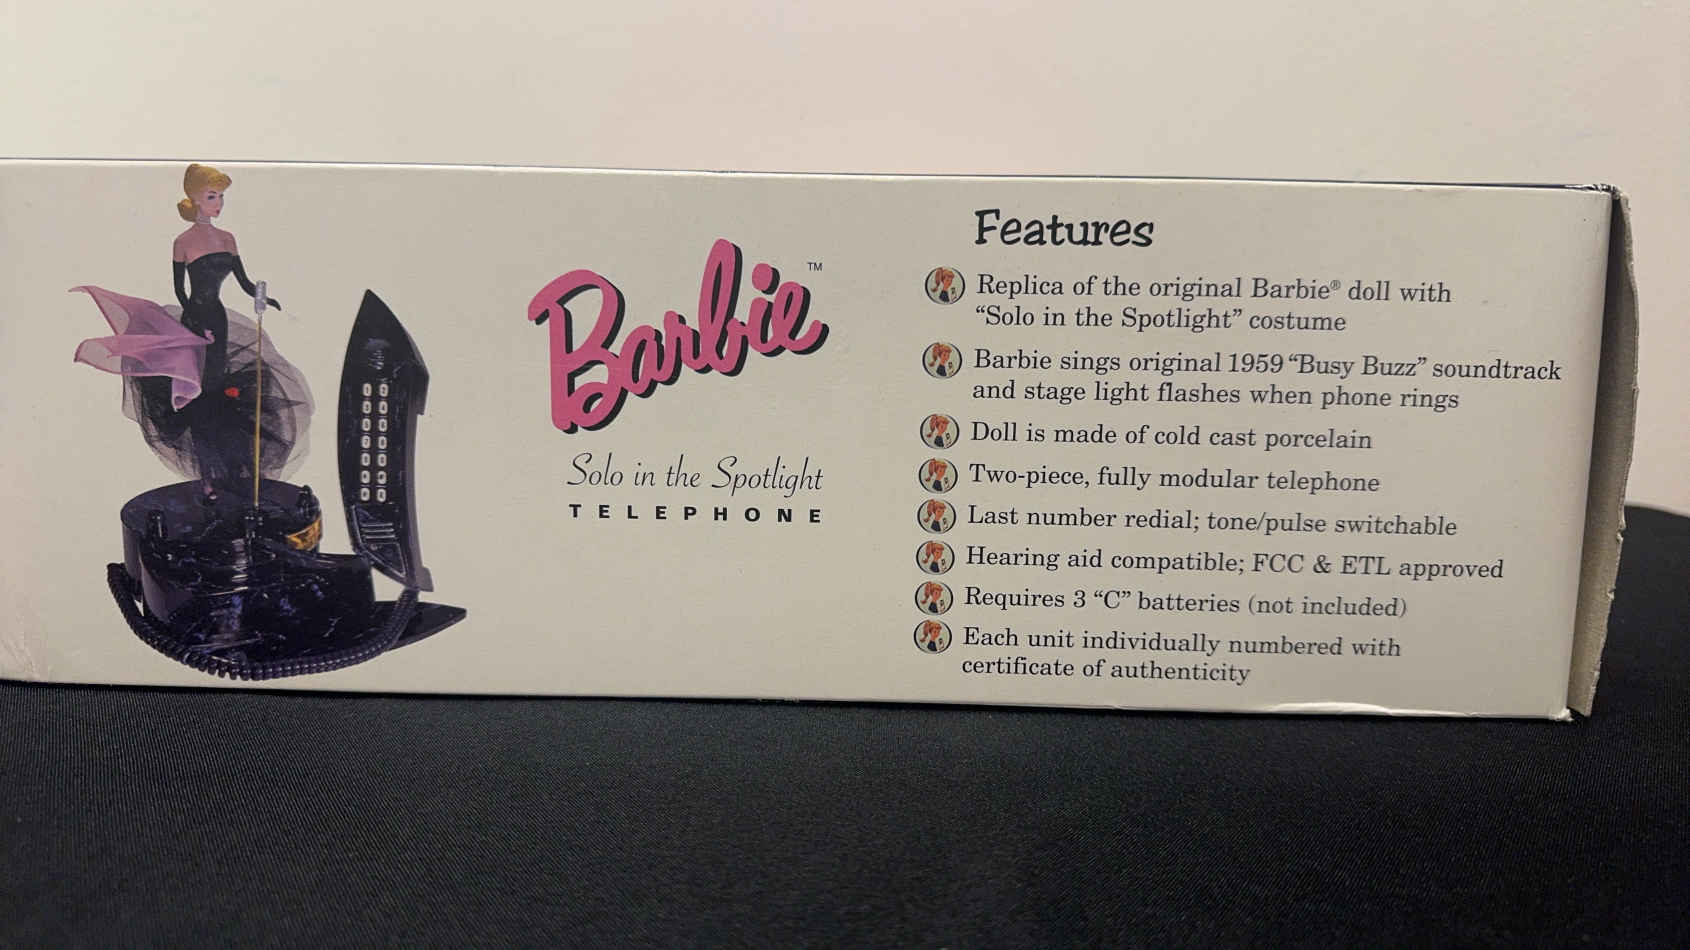 Barbie™
Solo in the Spotlight
TELEPHONE
Features
Replica of the original Barbie® doll with
“Solo in the Spotlight” costume
Barbie sings original 1959 “Busy Buzz” soundtrack
and stage light flashes when phone rings
Doll is made of cold cast porcelain
Two-piece, fully modular telephone
Last number redial; tone/pulse switchable
Hearing aid compatible; FCC & ETL approved
Requires 3 “C” batteries (not included)
Each unit individually numbered with
certificate of authenticity